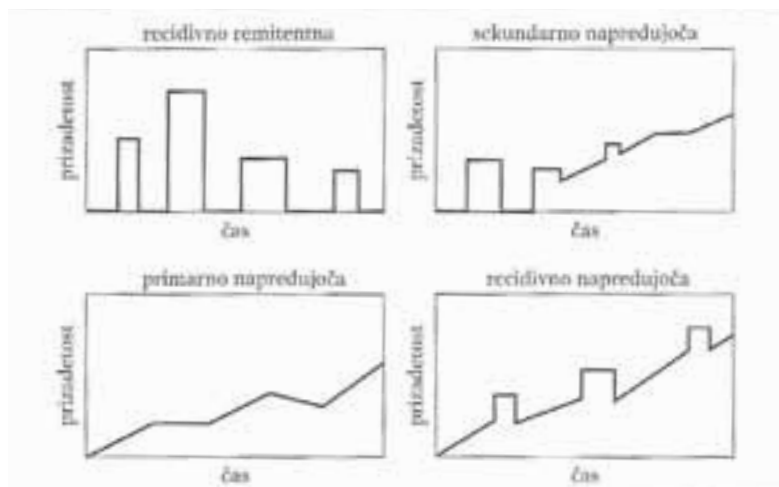 recidivno remitentna
prizadetost
čas
sekundarno napredujoča
prizadetost
čas
primarno napredujoča
prizadetost
čas
recidivno napredujoča
prizadetost
čas